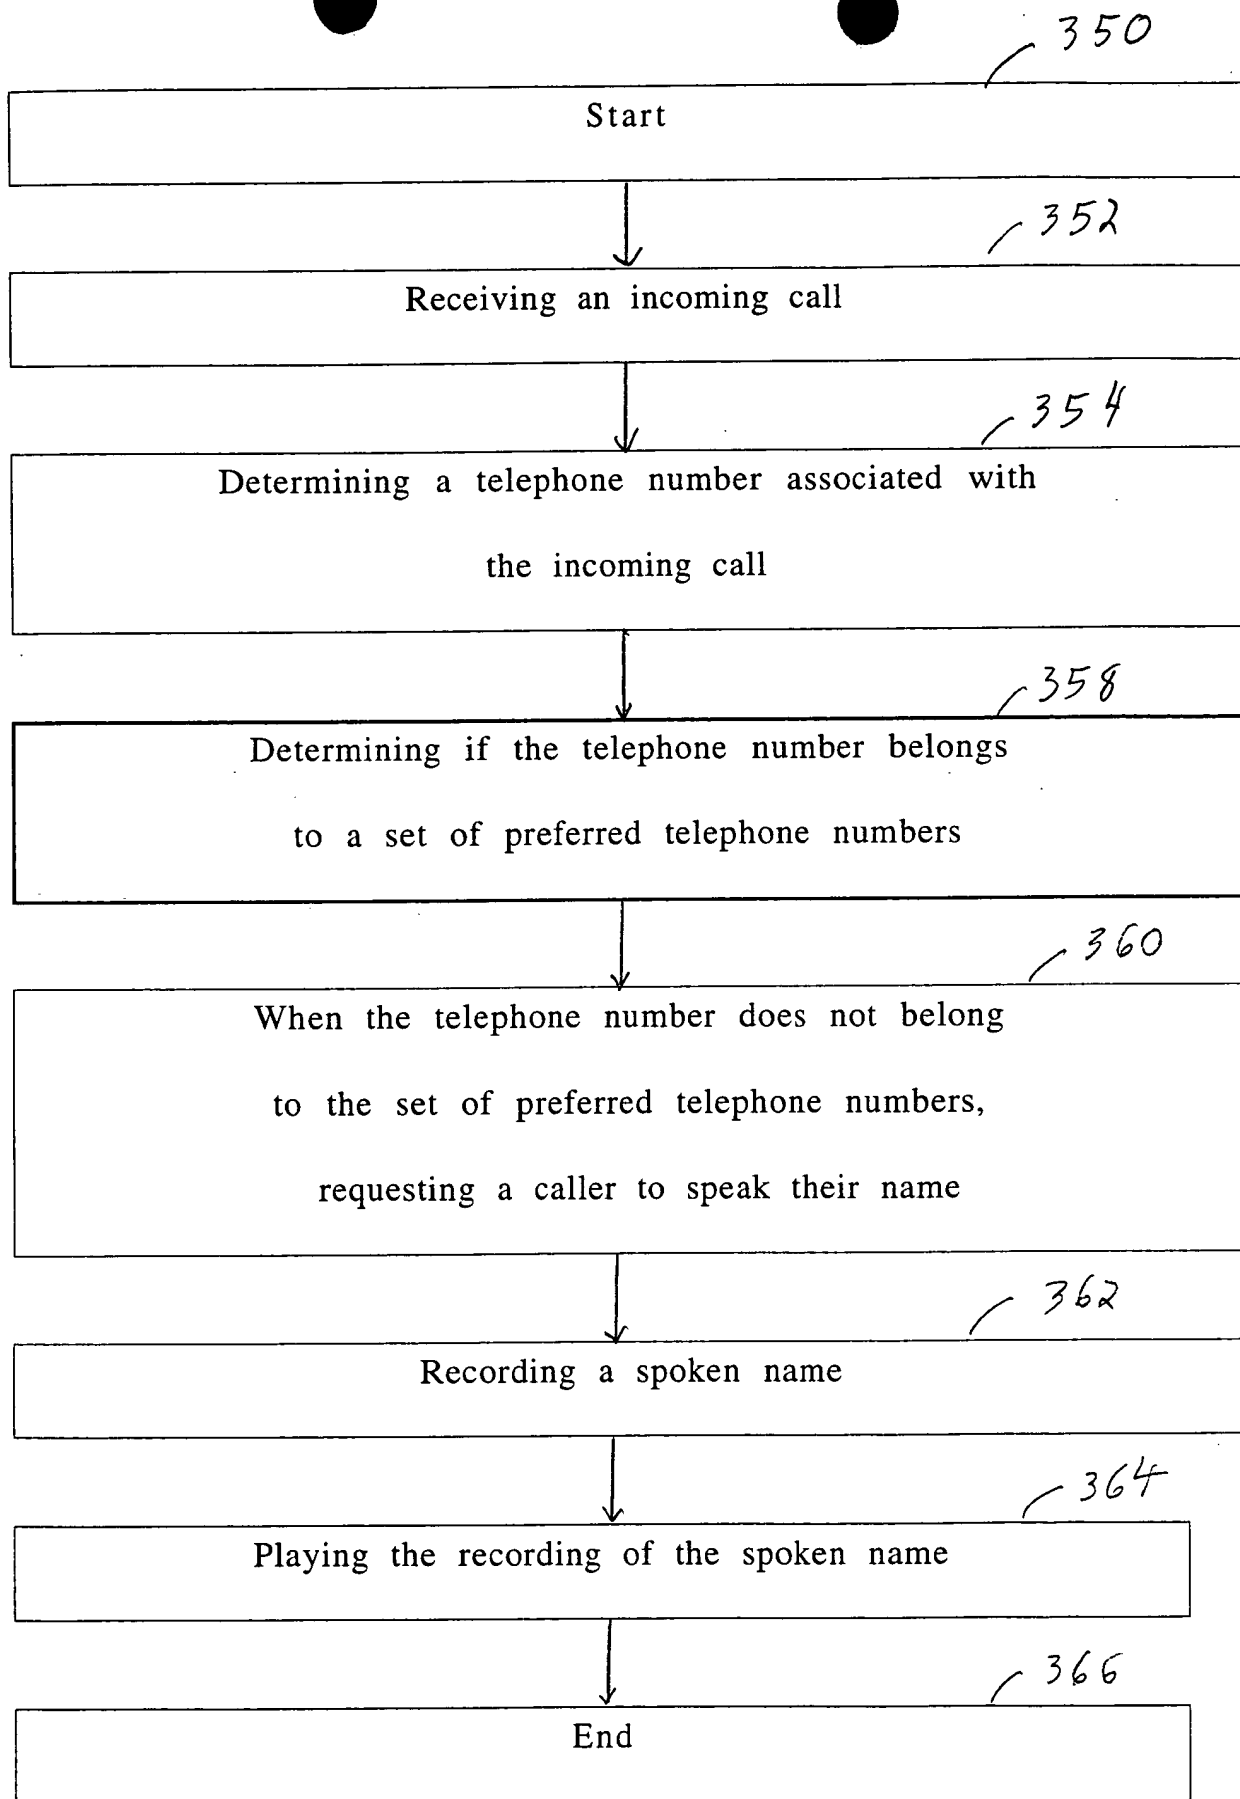 350
Start
352
Receiving an incoming call
354
Determining a telephone number associated with
the incoming call
358
Determining if the telephone number belongs
to a set of preferred telephone numbers
360
When the telephone number does not belong
to the set of preferred telephone numbers,
requesting a caller to speak their name
362
Recording a spoken name
364
Playing the recording of the spoken name
366
End